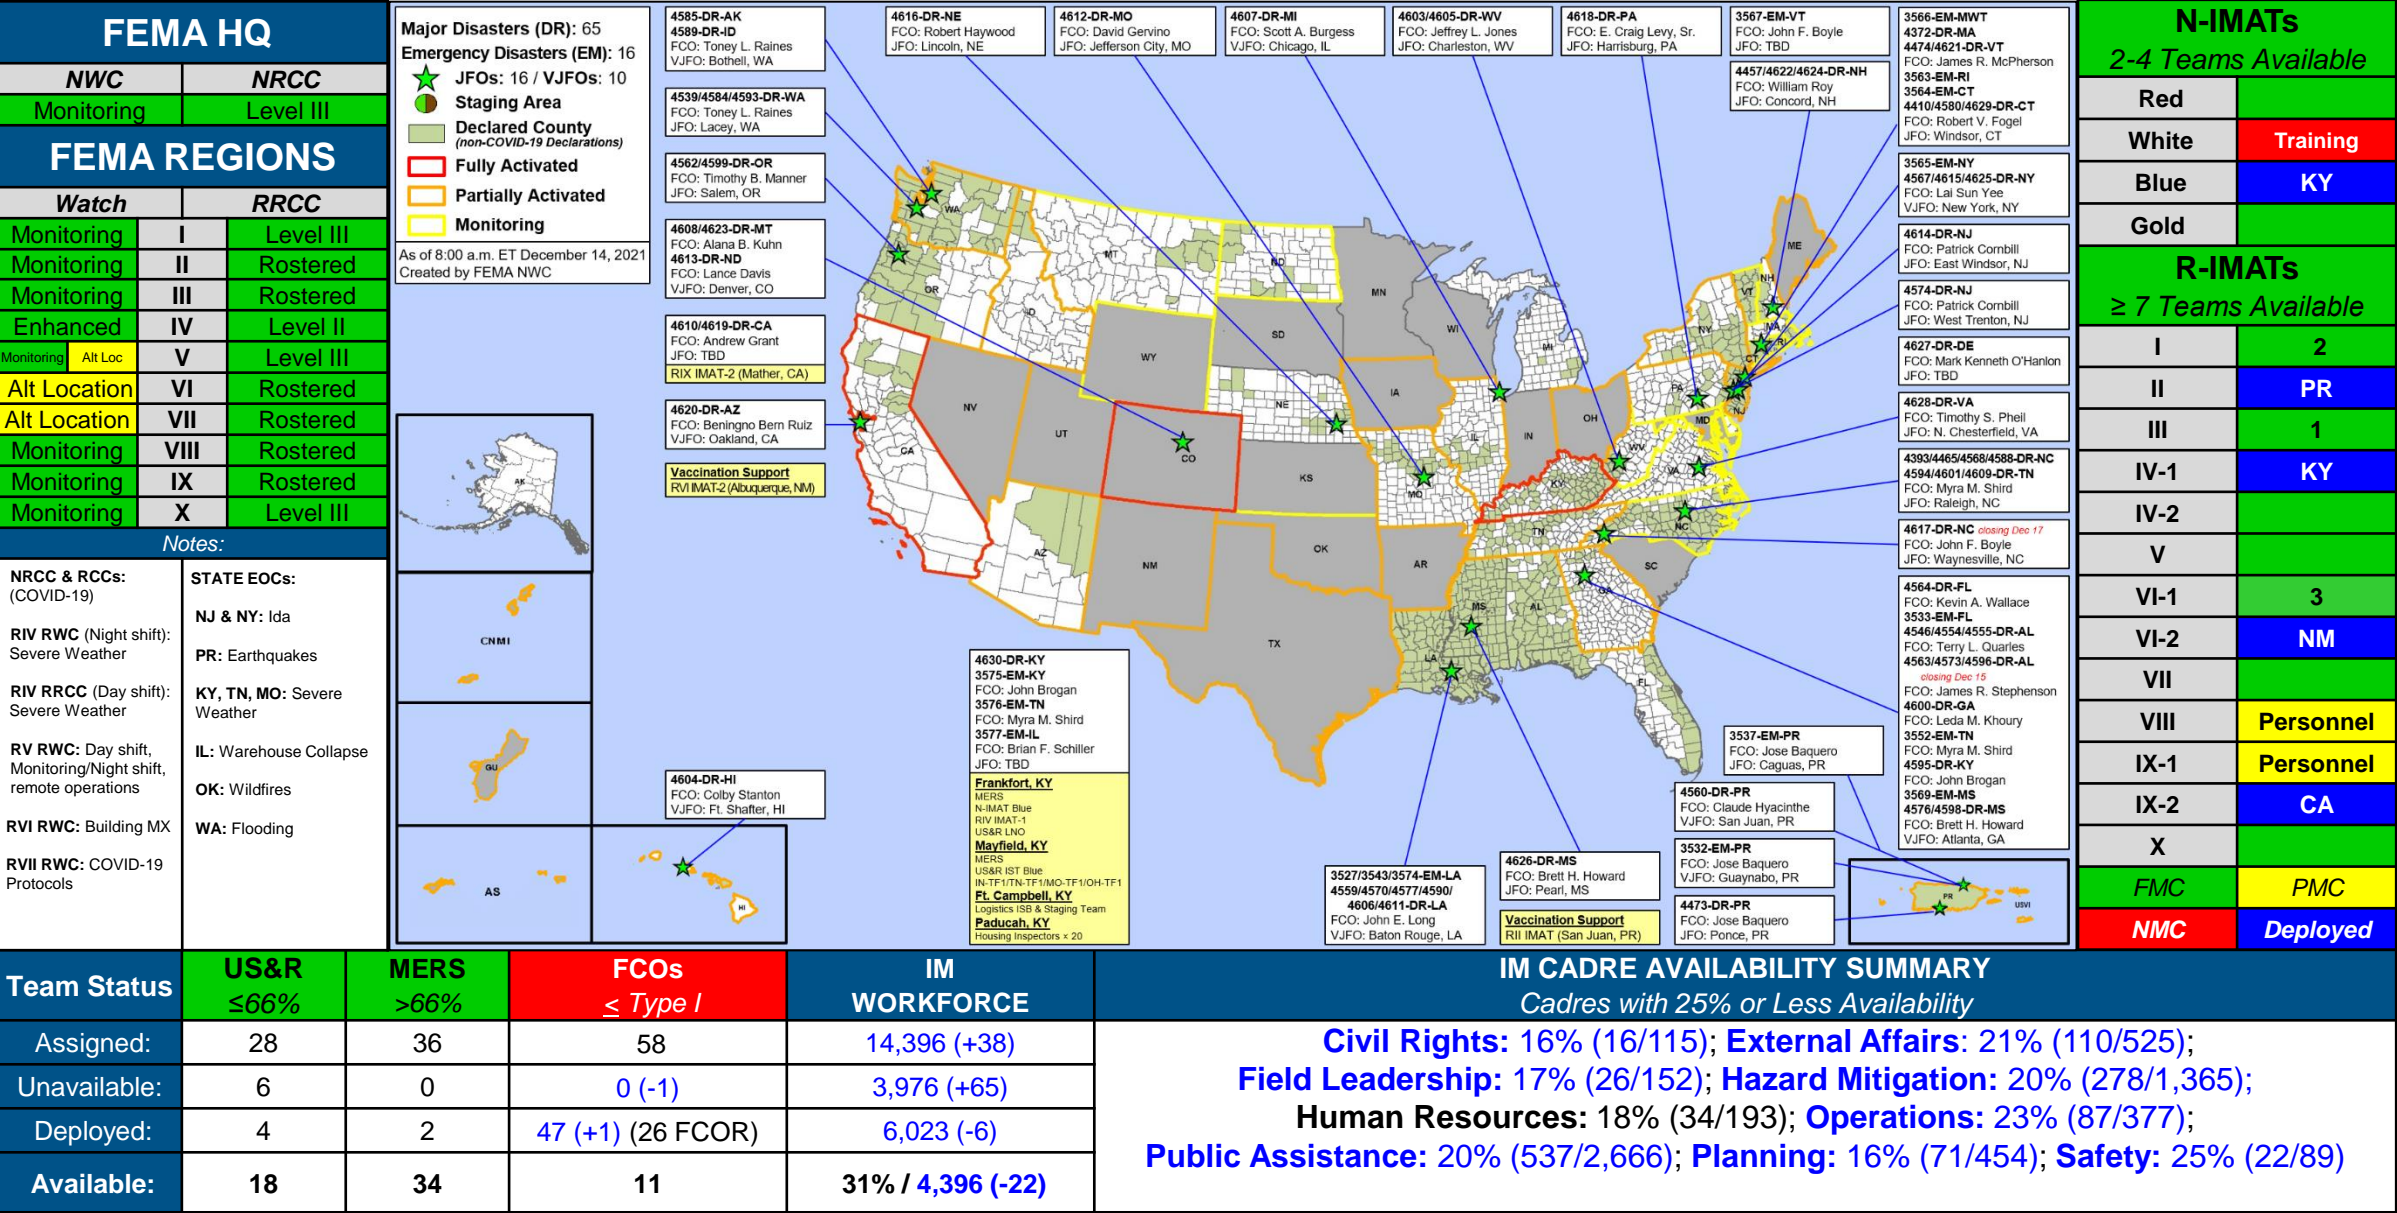 FEMA HQ
NWC NRCC
Monitoring Level III
FEMA REGIONS
Watch RRCC
Monitoring I Level III
Monitoring II Rostered
Monitoring III Rostered
Enhanced IV Level II
Monitoring Alt Loc V Level III
Alt Location VI Rostered
Alt Location VII Rostered
Monitoring VIII Rostered
Monitoring IX Rostered
Monitoring X Level III
Notes:
NRCC & RCCs:
(COVID-19)
RIV RWC (Night shift):
Severe Weather
RIV RRCC (Day shift):
Severe Weather
RV RWC: Day shift,
Monitoring/Night shift,
remote operations
RVI RWC: Building MX
RVII RWC: COVID-19
Protocols
STATE EOCs:
NJ & NY: Ida
PR: Earthquakes
KY, TN, MO: Severe
Weather
IL: Warehouse Collapse
OK: Wildfires
WA: Flooding
Major Disasters (DR): 65
Emergency Disasters (EM): 16
JFOs: 16 / VJFOs: 10
Staging Area
Declared County
(non-COVID-19 Declarations)
Fully Activated
Partially Activated
Monitoring
As of 8:00 a.m. ET December 14, 2021
Created by FEMA NWC
4585-DR-AK
4589-DR-ID
FCO: Toney L. Raines
VJFO: Bothell, WA
4539/4584/4593-DR-WA
FCO: Toney L. Raines
JFO: Lacey, WA
4562/4599-DR-OR
FCO: Timothy B. Manner
JFO: Salem, OR
4608/4623-DR-MT
FCO: Alana B. Kuhn
4613-DR-ND
FCO: Lance Davis
VJFO: Denver, CO
4610/4619-DR-CA
FCO: Andrew Grant
JFO: TBD
RIX IMAT-2 (Mather, CA)
4620-DR-AZ
FCO: Beningno Bern Ruiz
VJFO: Oakland, CA
Vaccination Support
RVI IMAT-2 (Albuquerque, NM)
4616-DR-NE
FCO: Robert Haywood
JFO: Lincoln, NE
4612-DR-MO
FCO: David Gervino
JFO: Jefferson City, MO
4607-DR-MI
FCO: Scott A. Burgess
VJFO: Chicago, IL
4603/4605-DR-WV
FCO: Jeffrey L. Jones
JFO: Charleston, WV
4618-DR-PA
FCO: E. Craig Levy, Sr.
JFO: Harrisburg, PA
3567-EM-VT
FCO: John F. Boyle
JFO: TBD
4457/4622/4624-DR-NH
FCO: William Roy
JFO: Concord, NH
3566-EM-MWT
4372-DR-MA
4474/4621-DR-VT
FCO: James R. McPherson
3563-EM-RI
3564-EM-CT
4410/4580/4629-DR-CT
FCO: Robert V. Fogel
JFO: Windsor, CT
3565-EM-NY
4567/4615/4625-DR-NY
FCO: Lai Sun Yee
VJFO: New York, NY
4614-DR-NJ
FCO: Patrick Cornbill
JFO: East Windsor, NJ
4574-DR-NJ
FCO: Patrick Cornbill
JFO: West Trenton, NJ
4627-DR-DE
FCO: Mark Kenneth O'Hanlon
JFO: TBD
4628-DR-VA
FCO: Timothy S. Pheil
JFO: N. Chesterfield, VA
4393/4465/4568/4588-DR-NC
4594/4601/4609-DR-TN
FCO: Myra M. Shird
JFO: Raleigh, NC
4617-DR-NC closing Dec 17
FCO: John F. Boyle
JFO: Waynesville, NC
4564-DR-FL
FCO: Kevin A. Wallace
3533-EM-FL
4546/4554/4555-DR-AL
FCO: Terry L. Quarles
4563/4573/4596-DR-AL
closing Dec 15
FCO: James R. Stephenson
4600-DR-GA
FCO: Leda M. Khoury
3552-EM-TN
FCO: Myra M. Shird
4595-DR-KY
FCO: John Brogan
3569-EM-MS
4576/4598-DR-MS
FCO: Brett H. Howard
VJFO: Atlanta, GA
WA
OR
ID
MT
ND
MN
SD
WI
MI
WY
NE
IA
NV
UT
CO
KS
MO
IL
IN
OH
CA
AZ
NM
OK
TX
AR
LA
MS
AL
TN
KY
GA
FL
SC
NC
VA
WV
MD
PA
NJ
NY
CT
RI
MA
VT
NH
ME
AK
CNMI
GU
AS
HI
4604-DR-HI
FCO: Colby Stanton
VJFO: Ft. Shafter, HI
4630-DR-KY
3575-EM-KY
FCO: John Brogan
3576-EM-TN
FCO: Myra M. Shird
3577-EM-IL
FCO: Brian F. Schiller
JFO: TBD
Frankfort, KY
MERS
N-IMAT Blue
RIV IMAT-1
US&R LNO
Mayfield, KY
MERS
US&R IST Blue
IN-TF1/TN-TF1/MO-TF1/OH-TF1
Ft. Campbell, KY
Logistics ISB & Staging Team
Paducah, KY
Housing Inspectors × 20
3527/3543/3574-EM-LA
4559/4570/4577/4590/
4606/4611-DR-LA
FCO: John E. Long
VJFO: Baton Rouge, LA
4626-DR-MS
FCO: Brett H. Howard
JFO: Pearl, MS
Vaccination Support
RII IMAT (San Juan, PR)
3537-EM-PR
FCO: Jose Baquero
JFO: Caguas, PR
4560-DR-PR
FCO: Claude Hyacinthe
VJFO: San Juan, PR
3532-EM-PR
FCO: Jose Baquero
VJFO: Guaynabo, PR
4473-DR-PR
FCO: Jose Baquero
JFO: Ponce, PR
PR
USVI
N-IMATs
2-4 Teams Available
Red
White Training
Blue KY
Gold
R-IMATs
≥ 7 Teams Available
I 2
II PR
III 1
IV-1 KY
IV-2
V
VI-1 3
VI-2 NM
VII
VIII Personnel
IX-1 Personnel
IX-2 CA
X
FMC PMC
NMC Deployed
Team Status US&R ≤66% MERS >66% FCOs ≤ Type I IM WORKFORCE
Assigned: 28 36 58 14,396 (+38)
Unavailable: 6 0 0 (-1) 3,976 (+65)
Deployed: 4 2 47 (+1) (26 FCOR) 6,023 (-6)
Available: 18 34 11 31% / 4,396 (-22)
IM CADRE AVAILABILITY SUMMARY
Cadres with 25% or Less Availability
Civil Rights: 16% (16/115); External Affairs: 21% (110/525);
Field Leadership: 17% (26/152); Hazard Mitigation: 20% (278/1,365);
Human Resources: 18% (34/193); Operations: 23% (87/377);
Public Assistance: 20% (537/2,666); Planning: 16% (71/454); Safety: 25% (22/89)